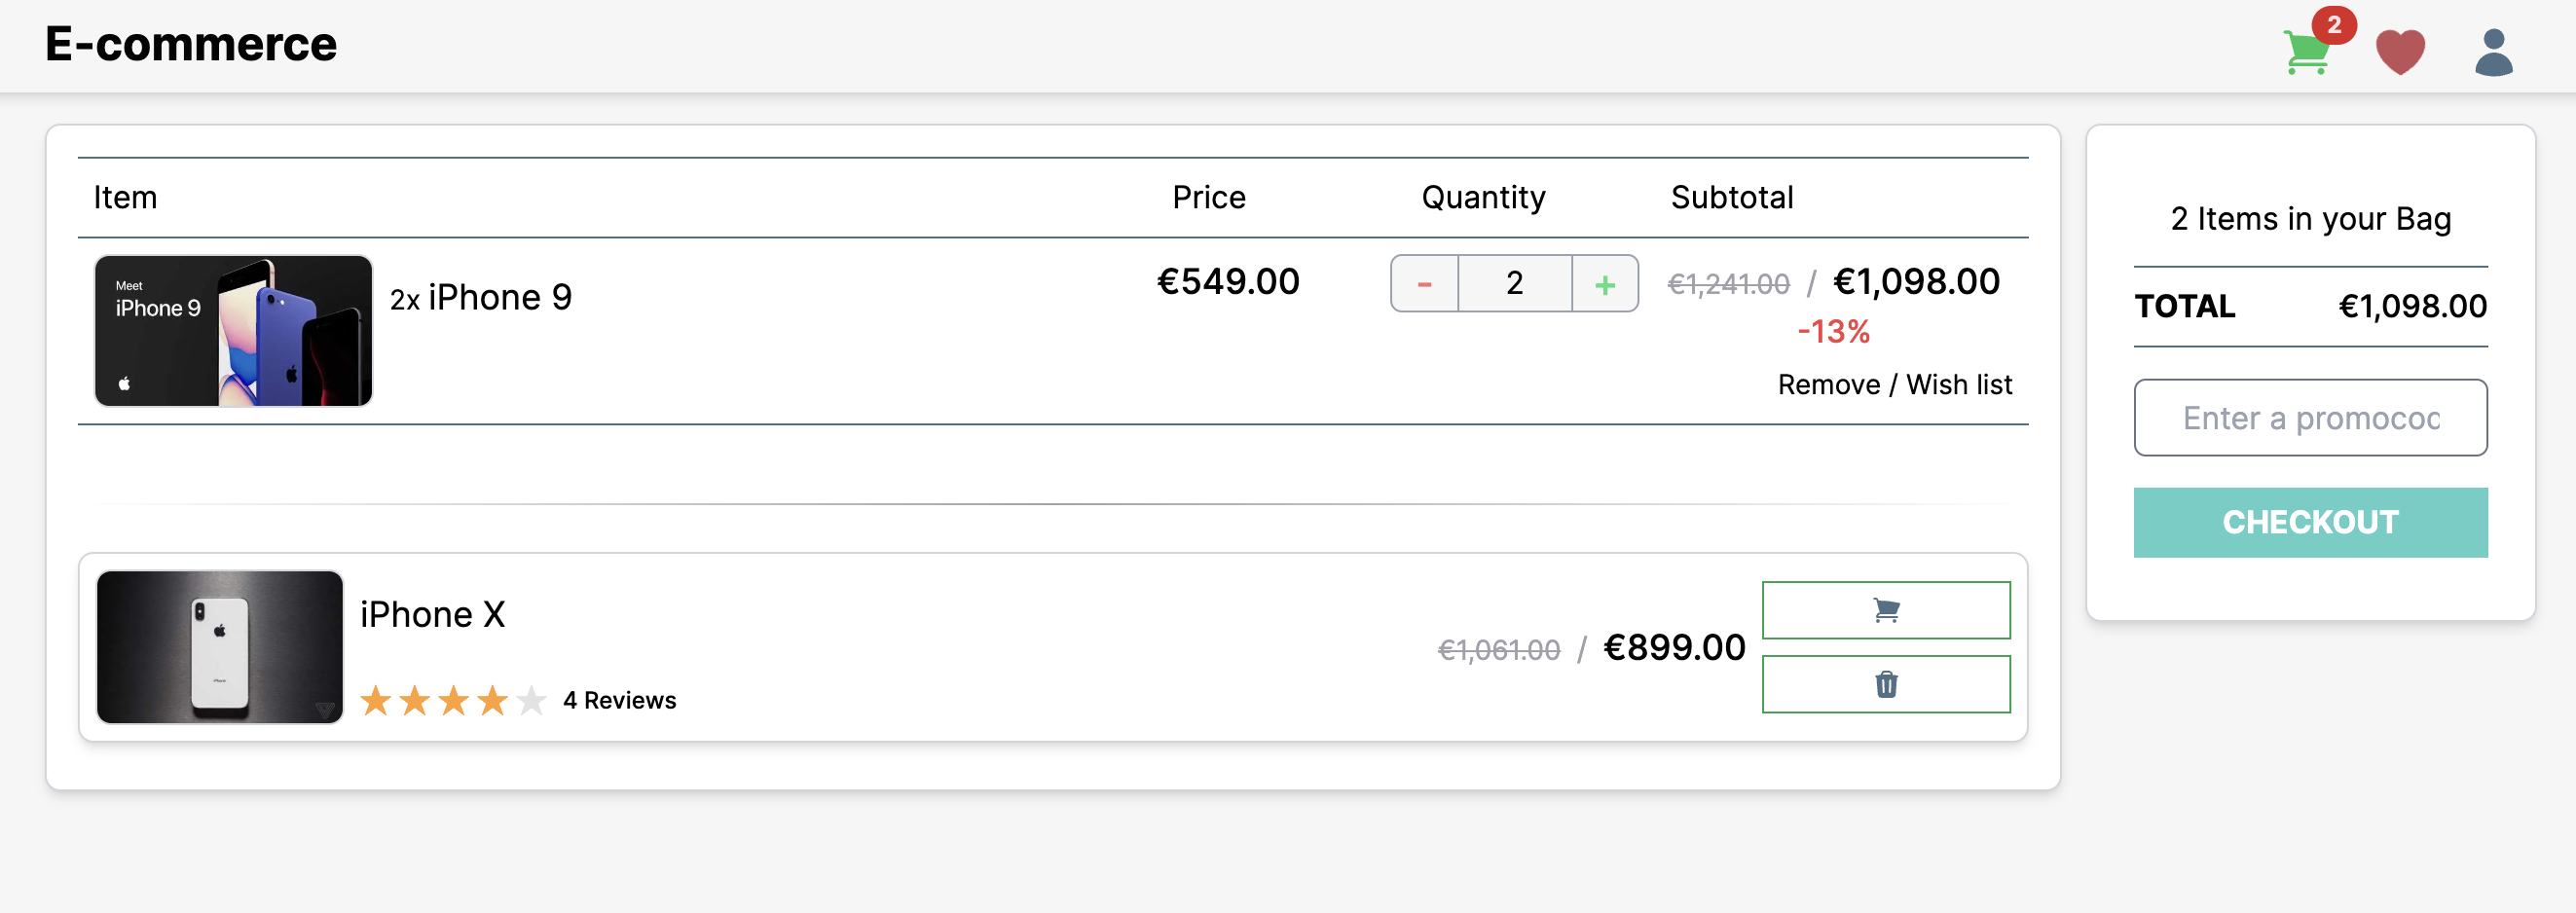 E-commerce
2
Item Price Quantity Subtotal
Meet
iPhone 9
2x iPhone 9
€549.00
- 2 +
€1,241.00 / €1,098.00
-13%
Remove / Wish list
iPhone X
4 Reviews
€1,061.00 / €899.00
2 Items in your Bag
TOTAL €1,098.00
Enter a promococ
CHECKOUT